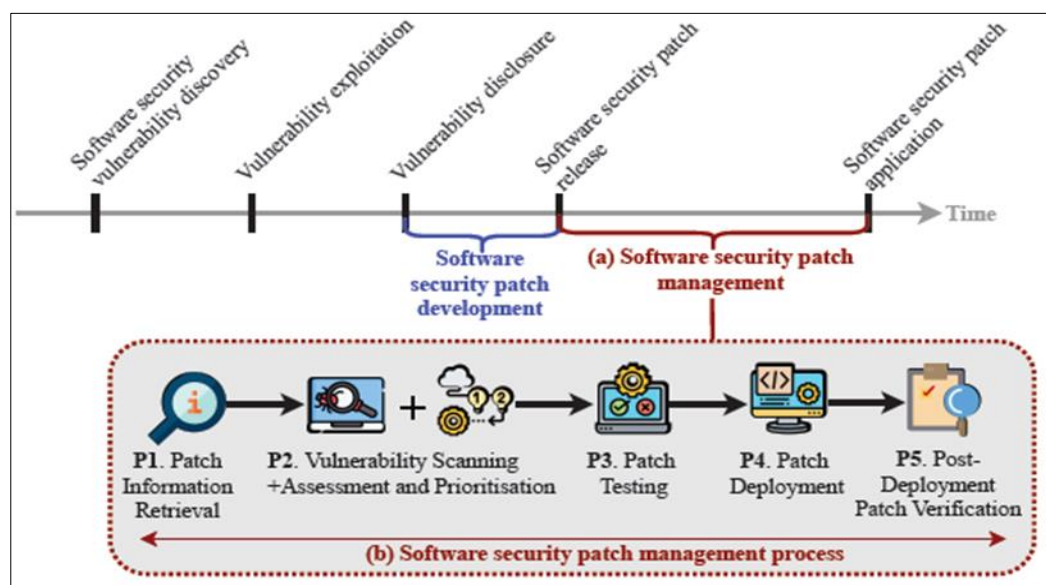 Software security
vulnerability discovery
Vulnerability exploitation
Vulnerability disclosure
Software security patch
release
Software security patch
application
Time
Software
security patch
development
(a) Software security patch
management
i
1
2
</>
P1. Patch
Information
Retrieval
P2. Vulnerability Scanning
+Assessment and Prioritisation
P3. Patch
Testing
P4. Patch
Deployment
P5. Post-
Deployment
Patch Verification
(b) Software security patch management process